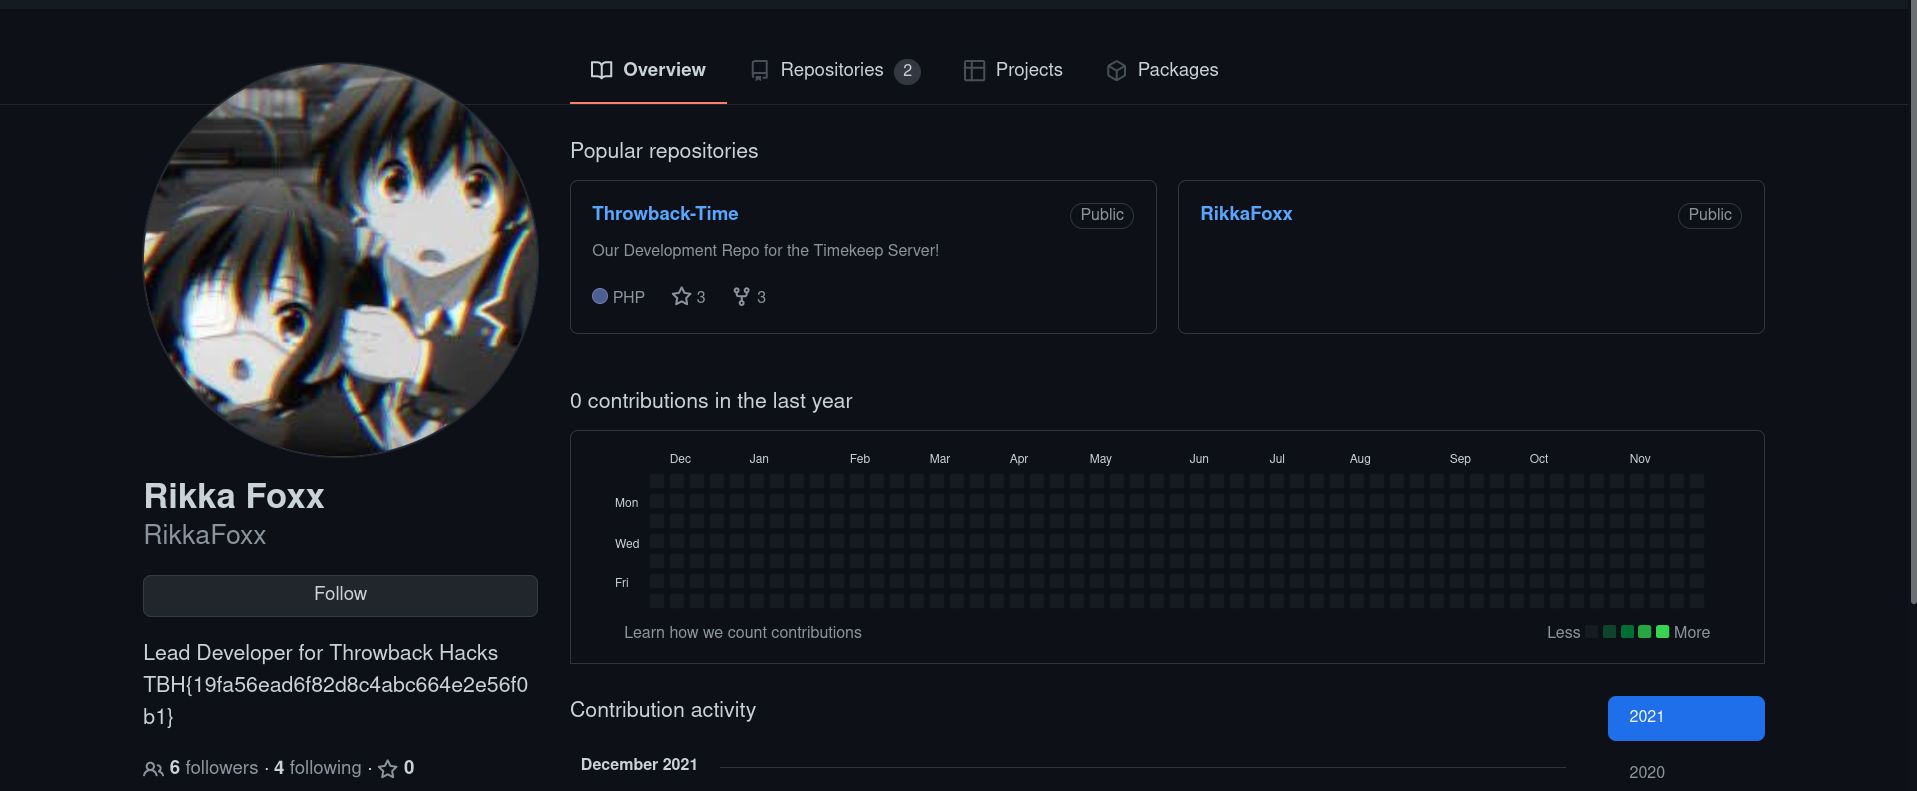 Overview
Repositories 2
Projects
Packages
Rikka Foxx
RikkaFoxx
Follow
Lead Developer for Throwback Hacks
TBH{19fa56ead6f82d8c4abc664e2e56f0
b1}
6 followers · 4 following · 0
Popular repositories
Throwback-Time Public
Our Development Repo for the Timekeep Server!
PHP 3 3
RikkaFoxx Public
0 contributions in the last year
Dec Jan Feb Mar Apr May Jun Jul Aug Sep Oct Nov
Mon
Wed
Fri
Learn how we count contributions
Less More
Contribution activity
December 2021
2021
2020